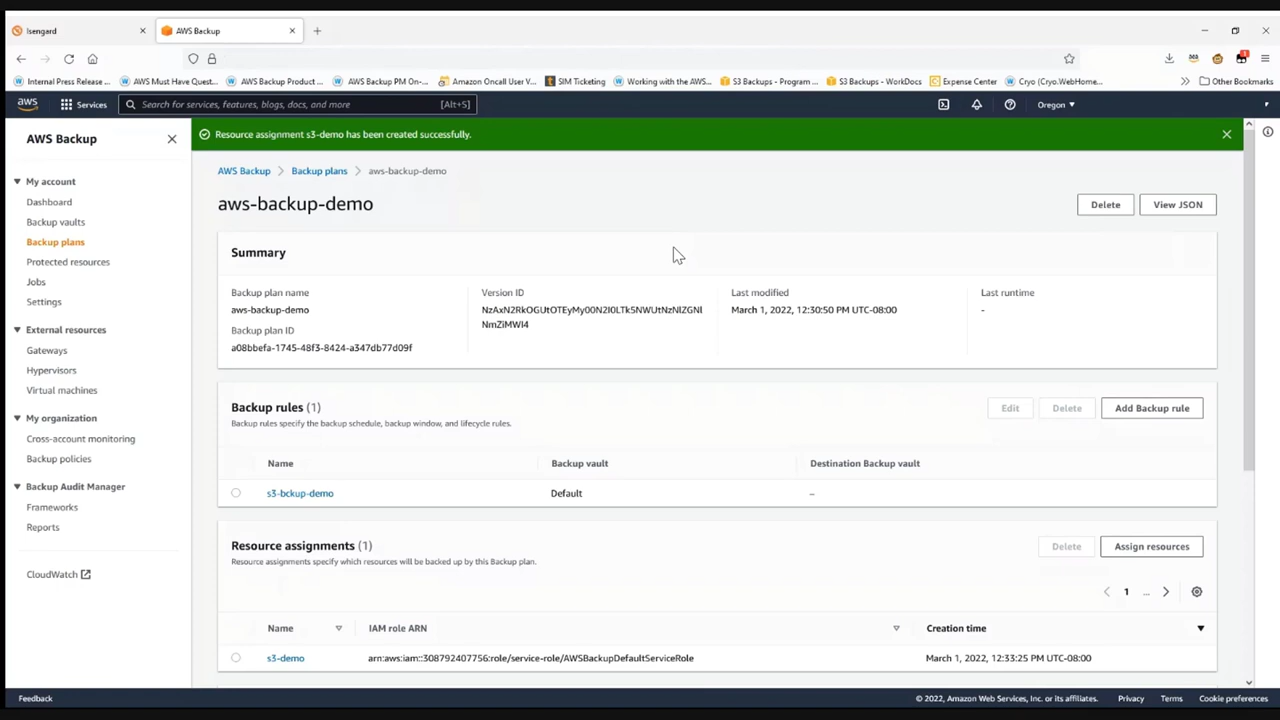 Isengard
AWS Backup
Internal Press Release ...
AWS Must Have Quest...
AWS Backup Product ...
AWS Backup PM On-...
Amazon Oncall User V...
SIM Ticketing
Working with the AWS...
S3 Backups - Program ...
S3 Backups - WorkDocs
Expense Center
Cryo (Cryo.WebHome...
Other Bookmarks
aws
Services
Search for services, features, blogs, docs, and more
[Alt+S]
Oregon
AWS Backup
My account
Dashboard
Backup vaults
Backup plans
Protected resources
Jobs
Settings
External resources
Gateways
Hypervisors
Virtual machines
My organization
Cross-account monitoring
Backup policies
Backup Audit Manager
Frameworks
Reports
CloudWatch
Resource assignment s3-demo has been created successfully.
AWS Backup
Backup plans
aws-backup-demo
aws-backup-demo
Delete
View JSON
Summary
Backup plan name
aws-backup-demo
Backup plan ID
a08bbefa-1745-48f3-8424-a347db77d09f
Version ID
Last modified
March 1, 2022, 12:30:50 PM UTC-08:00
Last runtime
-
Backup rules (1)
Backup rules specify the backup schedule, backup window, and lifecycle rules.
Edit
Delete
Add Backup rule
Name
Backup vault
Destination Backup vault
s3-bckup-demo
Default
–
Resource assignments (1)
Resource assignments specify which resources will be backed up by this Backup plan.
Delete
Assign resources
1
...
Name
IAM role ARN
Creation time
s3-demo
arn:aws:iam::308792407756:role/service-role/AWSBackupDefaultServiceRole
March 1, 2022, 12:33:25 PM UTC-08:00
Feedback
© 2022, Amazon Web Services, Inc. or its affiliates.
Privacy
Terms
Cookie preferences